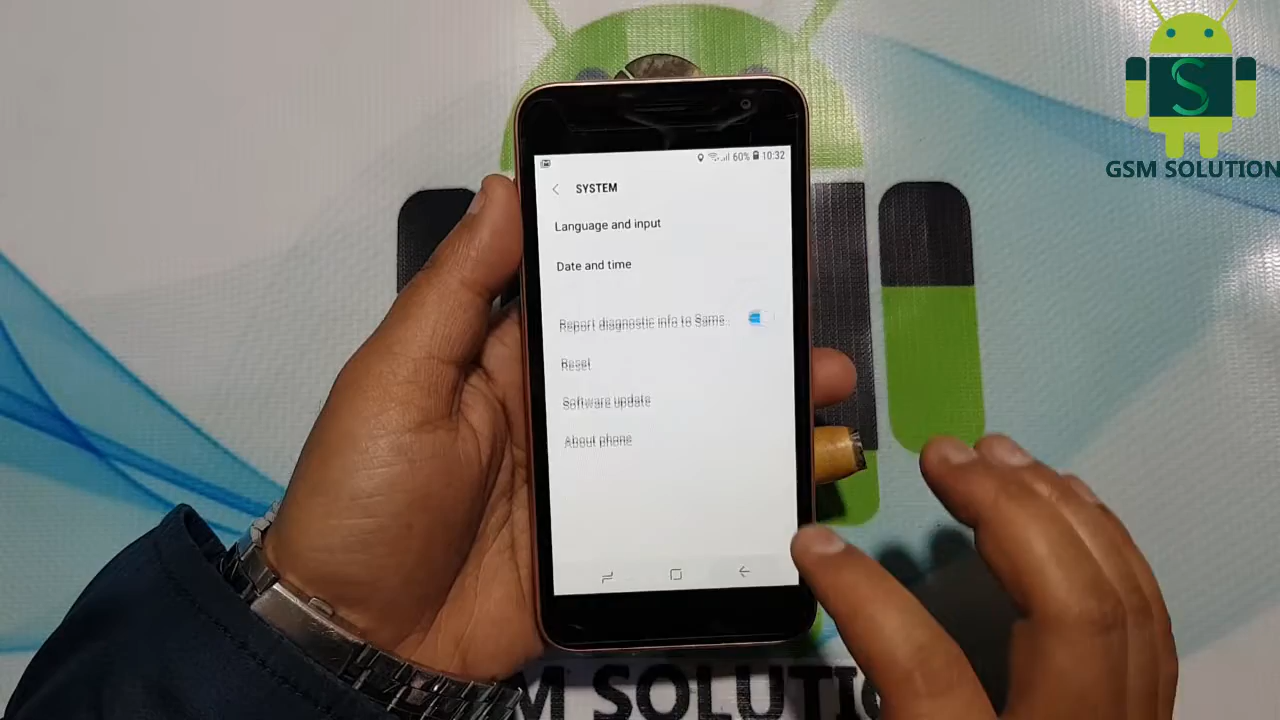 GSM SOLUTION
60% 10:32
SYSTEM
Language and input
Date and time
Report diagnostic info to Sams..
Reset
Software update
About phone
M SOLUTIO